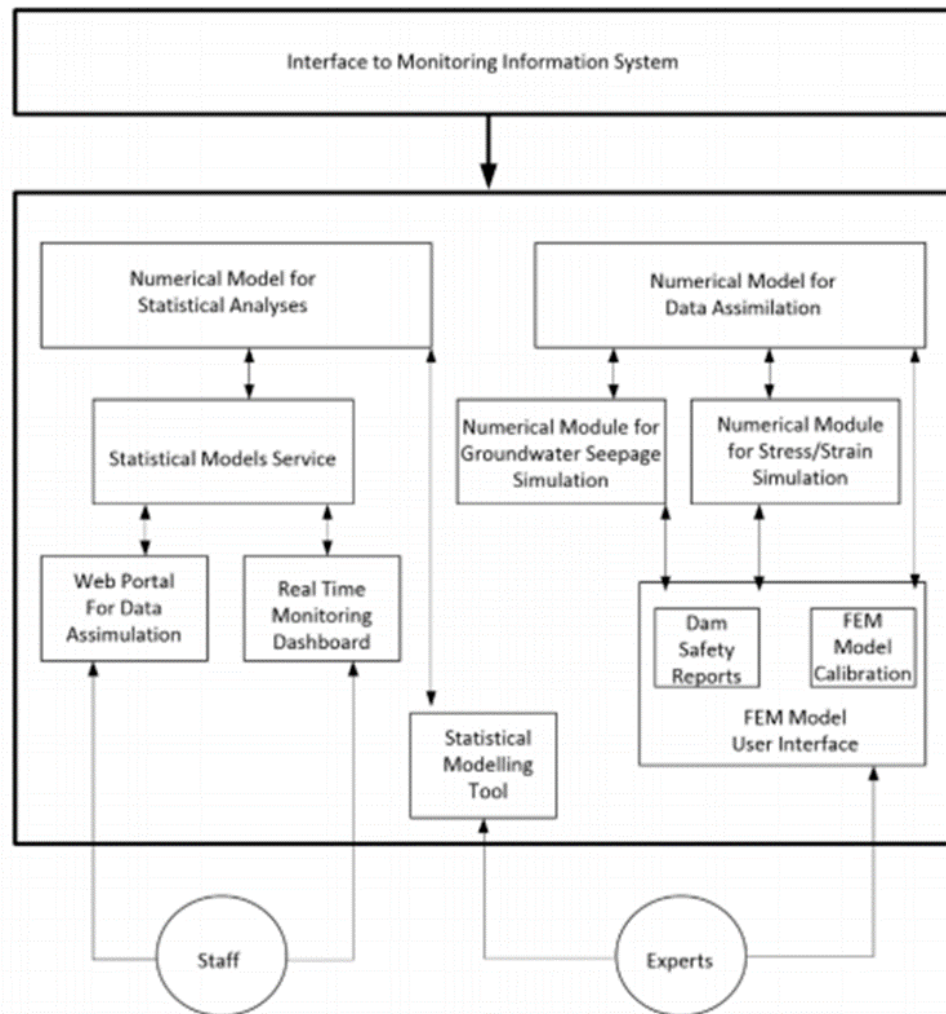 Interface to Monitoring Information System
Numerical Model for
Statistical Analyses
Numerical Model for
Data Assimilation
Statistical Models Service
Numerical Module for
Groundwater Seepage
Simulation
Numerical Module
for Stress/Strain
Simulation
Web Portal
For Data
Assimulation
Real Time
Monitoring
Dashboard
Dam
Safety
Reports
FEM
Model
Calibration
FEM Model
User Interface
Statistical
Modelling
Tool
Staff
Experts